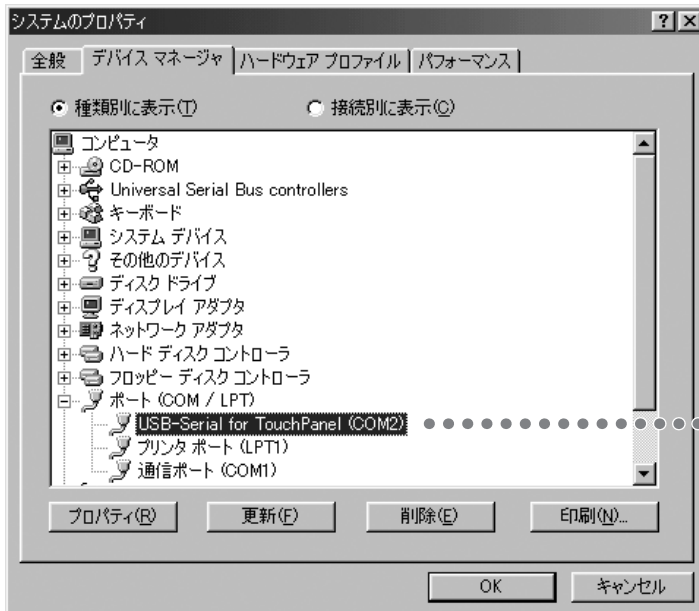 システムのプロパティ
全般 デバイス マネージャ ハードウェア プロファイル パフォーマンス
種類別に表示(T) 接続別に表示(C)
コンピュータ
CD-ROM
Universal Serial Bus controllers
キーボード
システム デバイス
その他のデバイス
ディスク ドライブ
ディスプレイ アダプタ
ネットワーク アダプタ
ハード ディスク コントローラ
フロッピー ディスク コントローラ
ポート (COM / LPT)
USB-Serial for TouchPanel (COM2)
プリンタ ポート (LPT1)
通信ポート (COM1)
プロパティ(R) 更新(F) 削除(E) 印刷(N)...
OK キャンセル